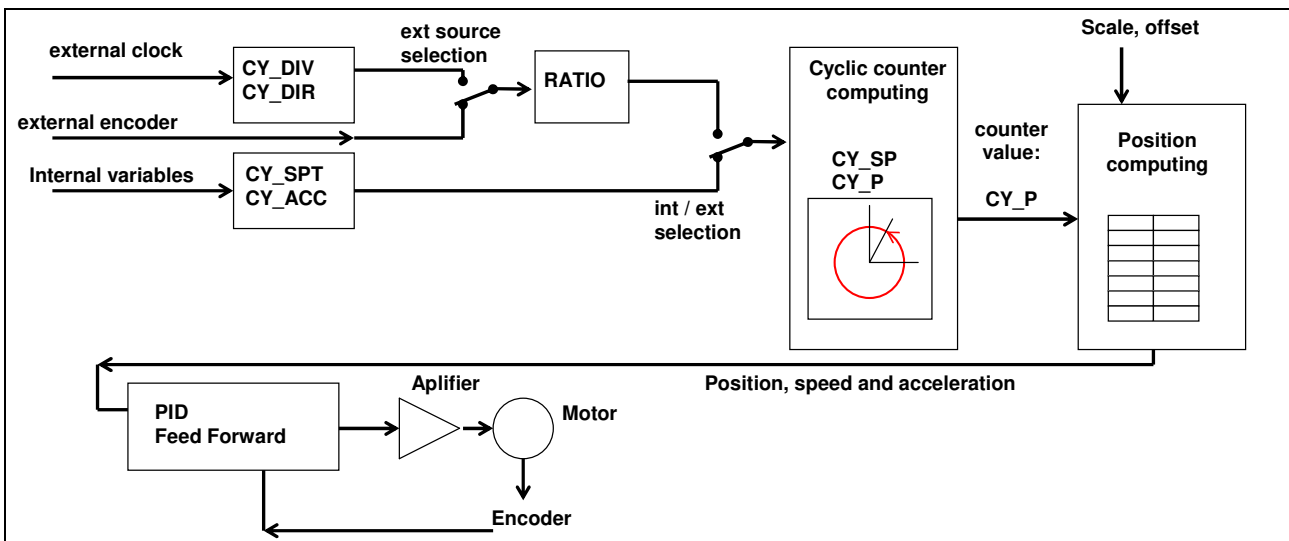 external clock
CY_DIV
CY_DIR
ext source
selection
RATIO
external encoder
Internal variables
CY_SPT
CY_ACC
int / ext
selection
Cyclic counter
computing
CY_SP
CY_P
counter
value:
CY_P
Scale, offset
Position
computing
Position, speed and acceleration
PID
Feed Forward
Aplifier
Motor
Encoder